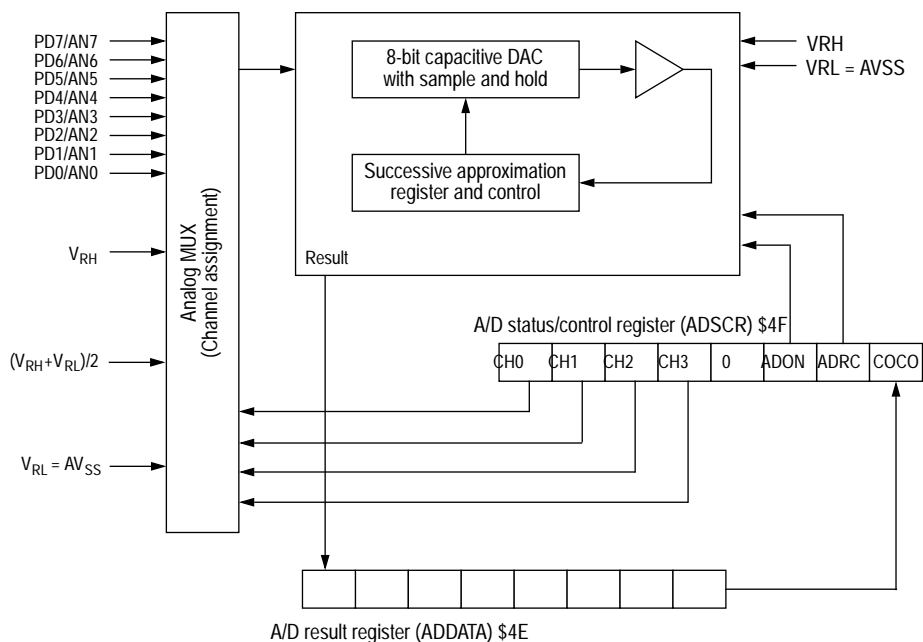 PD7/AN7
PD6/AN6
PD5/AN5
PD4/AN4
PD3/AN3
PD2/AN2
PD1/AN1
PD0/AN0
VRH
(VRH+VRL)/2
VRL = AVSS
Analog MUX
(Channel assignment)
8-bit capacitive DAC
with sample and hold
Successive approximation
register and control
Result
VRH
VRL = AVSS
A/D status/control register (ADSCR) $4F
CH0 CH1 CH2 CH3 0 ADON ADRC COCO
A/D result register (ADDATA) $4E